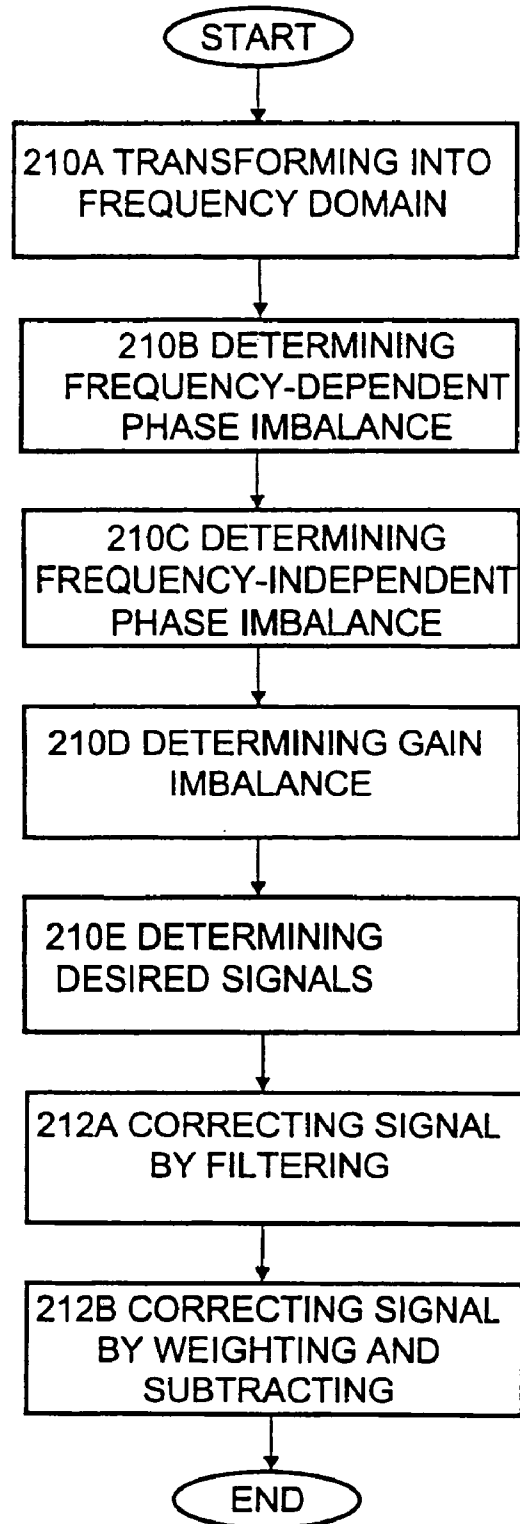 START
210A TRANSFORMING INTO
FREQUENCY DOMAIN
210B DETERMINING
FREQUENCY-DEPENDENT
PHASE IMBALANCE
210C DETERMINING
FREQUENCY-INDEPENDENT
PHASE IMBALANCE
210D DETERMINING GAIN
IMBALANCE
210E DETERMINING
DESIRED SIGNALS
212A CORRECTING SIGNAL
BY FILTERING
212B CORRECTING SIGNAL
BY WEIGHTING AND
SUBTRACTING
END